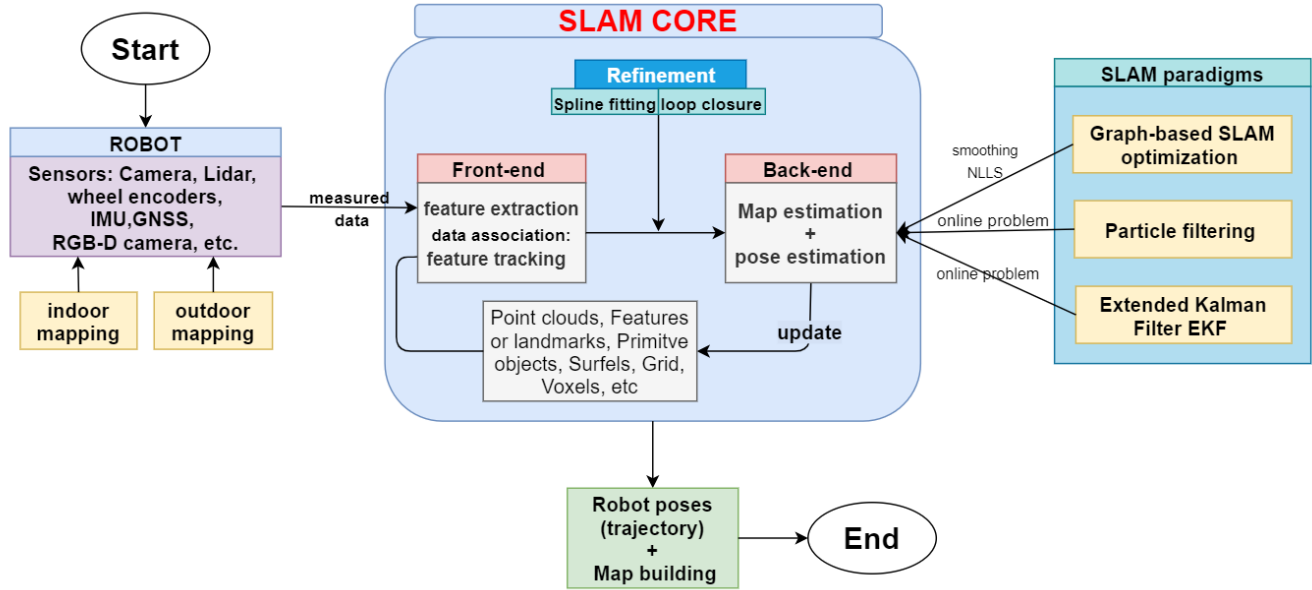 SLAM CORE
Start
ROBOT
Sensors: Camera, Lidar,
wheel encoders,
IMU,GNSS,
RGB-D camera, etc.
indoor
mapping
outdoor
mapping
measured
data
Refinement
Spline fitting loop closure
Front-end
feature extraction
data association:
feature tracking
Back-end
Map estimation
+
pose estimation
update
Point clouds, Features
or landmarks, Primitve
objects, Surfels, Grid,
Voxels, etc
SLAM paradigms
Graph-based SLAM
optimization
Particle filtering
Extended Kalman
Filter EKF
smoothing
NLLS
online problem
online problem
Robot poses
(trajectory)
+
Map building
End